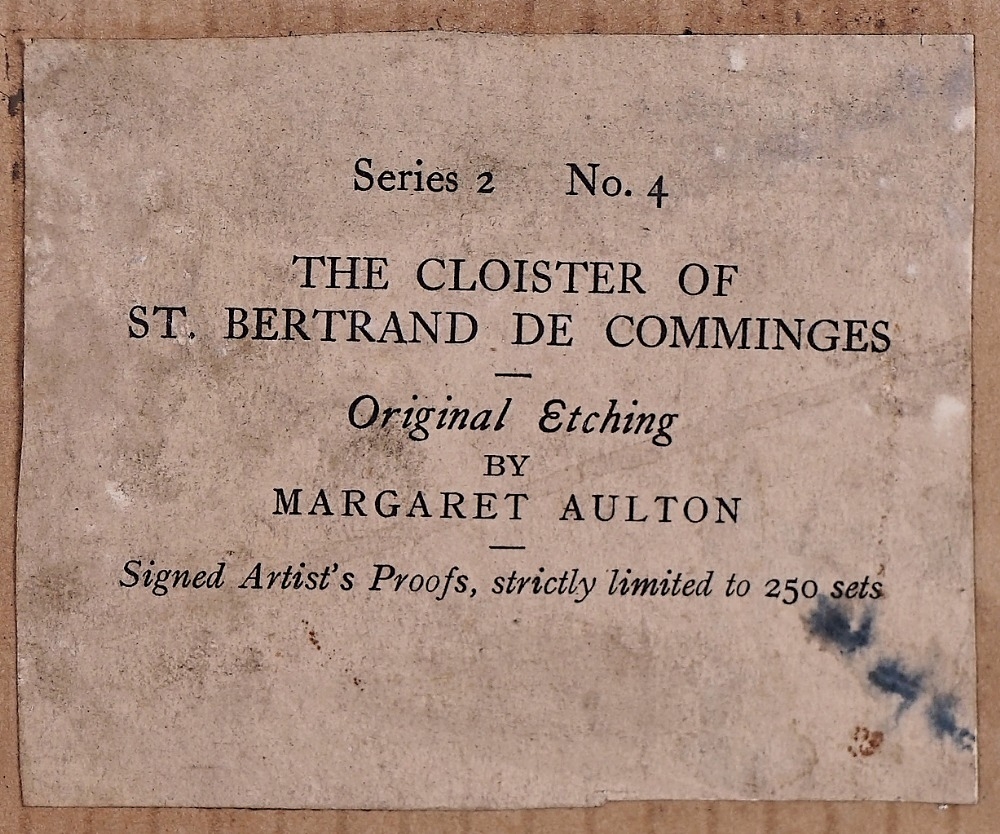 Series 2 No. 4
THE CLOISTER OF
ST. BERTRAND DE COMMINGES
Original Etching
BY
MARGARET AULTON
Signed Artist's Proofs, strictly limited to 250 sets